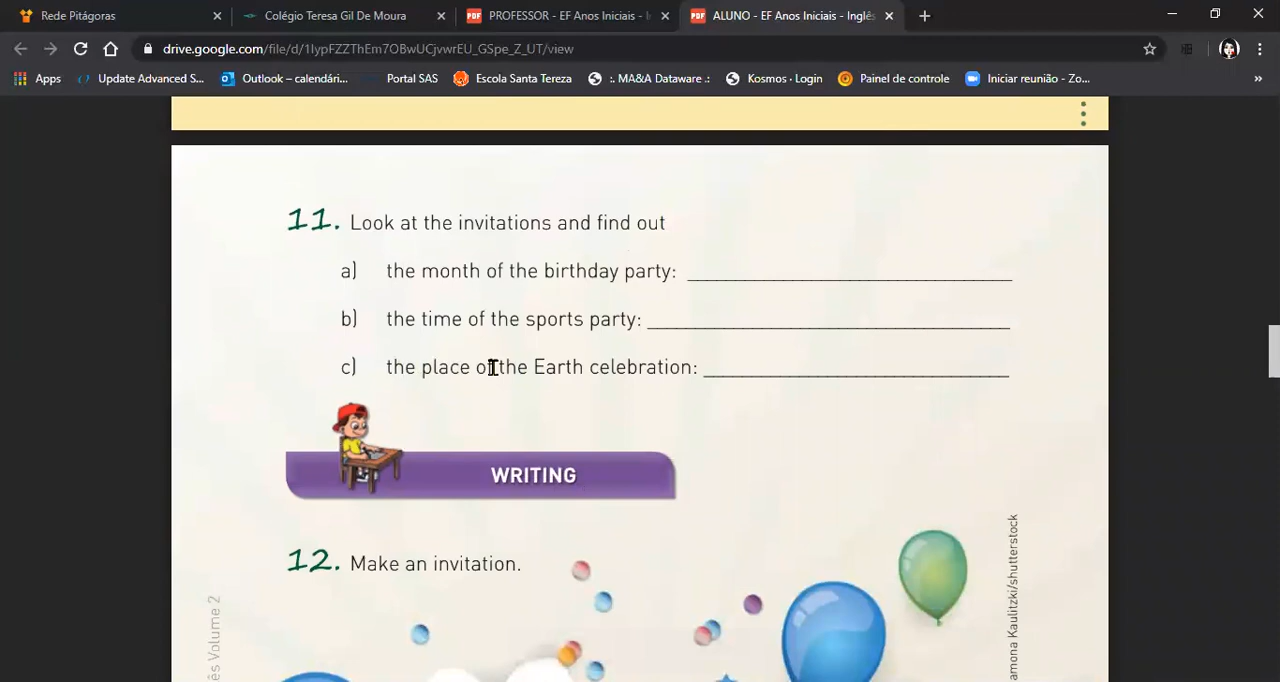 Rede Pitágoras
Colégio Teresa Gil De Moura
PROFESSOR - EF Anos Iniciais - I
ALUNO - EF Anos Iniciais - Inglês
drive.google.com/file/d/1IypFZZThEm7OBwUCjvwrEU_GSpe_Z_UT/view
Apps
Update Advanced S...
Outlook – calendári...
Portal SAS
Escola Santa Tereza
:. MA&A Dataware .:
Kosmos · Login
Painel de controle
Iniciar reunião - Zo...
»
11. Look at the invitations and find out
a) the month of the birthday party:
b) the time of the sports party:
c) the place of the Earth celebration:
WRITING
12. Make an invitation.
ês Volume 2
amona Kaulitzki/shutterstock